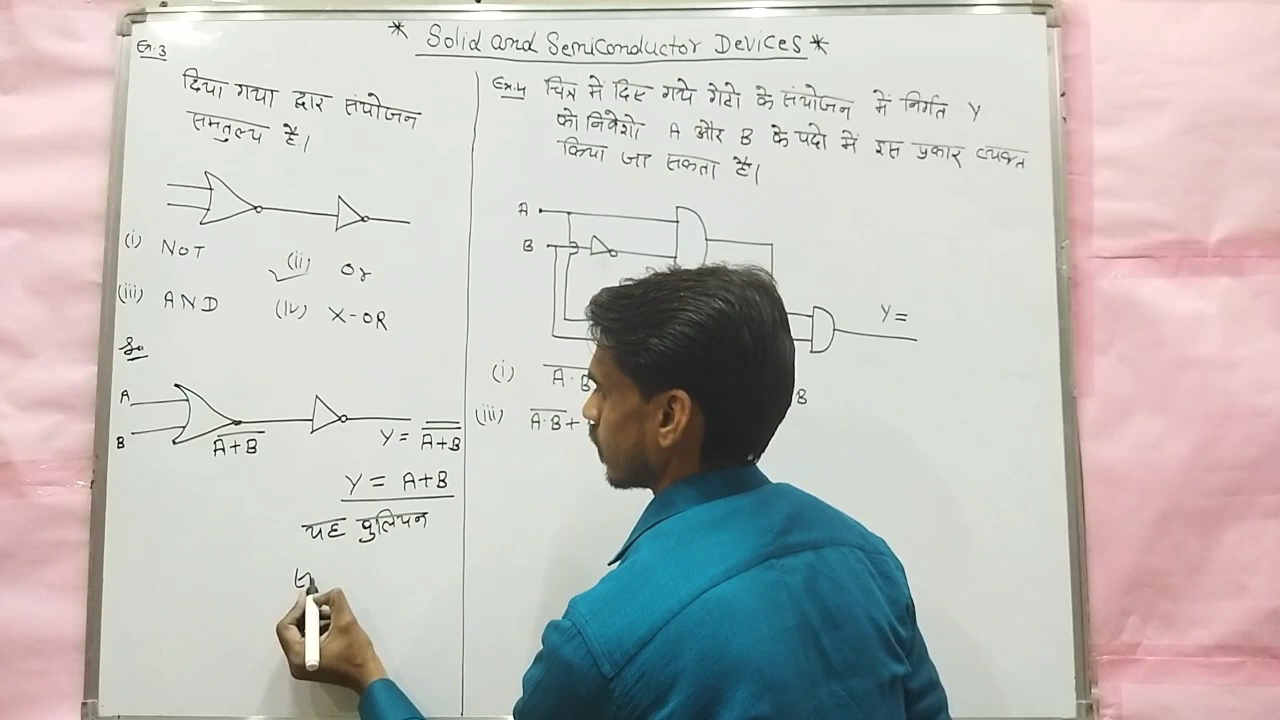 * Solid and Semiconductor Devices *
Ex.3
दिया गया द्वार संयोजन
समतुल्य है।
(i) NOT
(ii) Or
(iii) AND
(iv) X-OR
So
A
B
A+B
Y = A+B
Y = A+B
यह बुलियन
Ex.4 चित्र में दिए गये गेटो के संयोजन में निर्गत Y
को निवेशो A और B के पदो में इस प्रकार व्यक्त
किया जा सकता है।
A
B
Y =
(i) A·B
B
(iii) A·B+